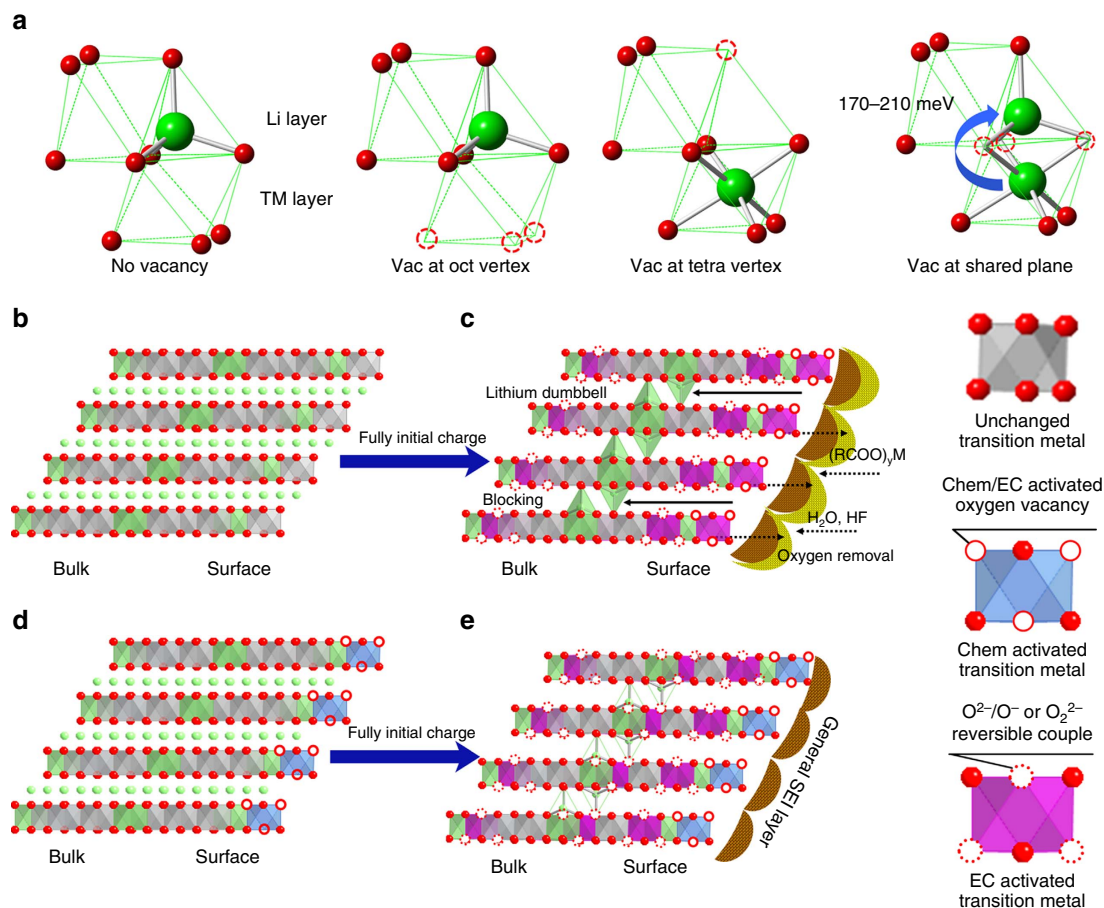 a
Li layer
TM layer
170–210 meV
No vacancy
Vac at oct vertex
Vac at tetra vertex
Vac at shared plane
b
Fully initial charge
Bulk
Surface
c
Lithium dumbbell
Blocking
(RCOO)yM
H2O, HF
Oxygen removal
Bulk
Surface
d
Fully initial charge
Bulk
Surface
e
General SEI layer
Bulk
Surface
Unchanged
transition metal
Chem/EC activated
oxygen vacancy
Chem activated
transition metal
O2−/O− or O22−
reversible couple
EC activated
transition metal